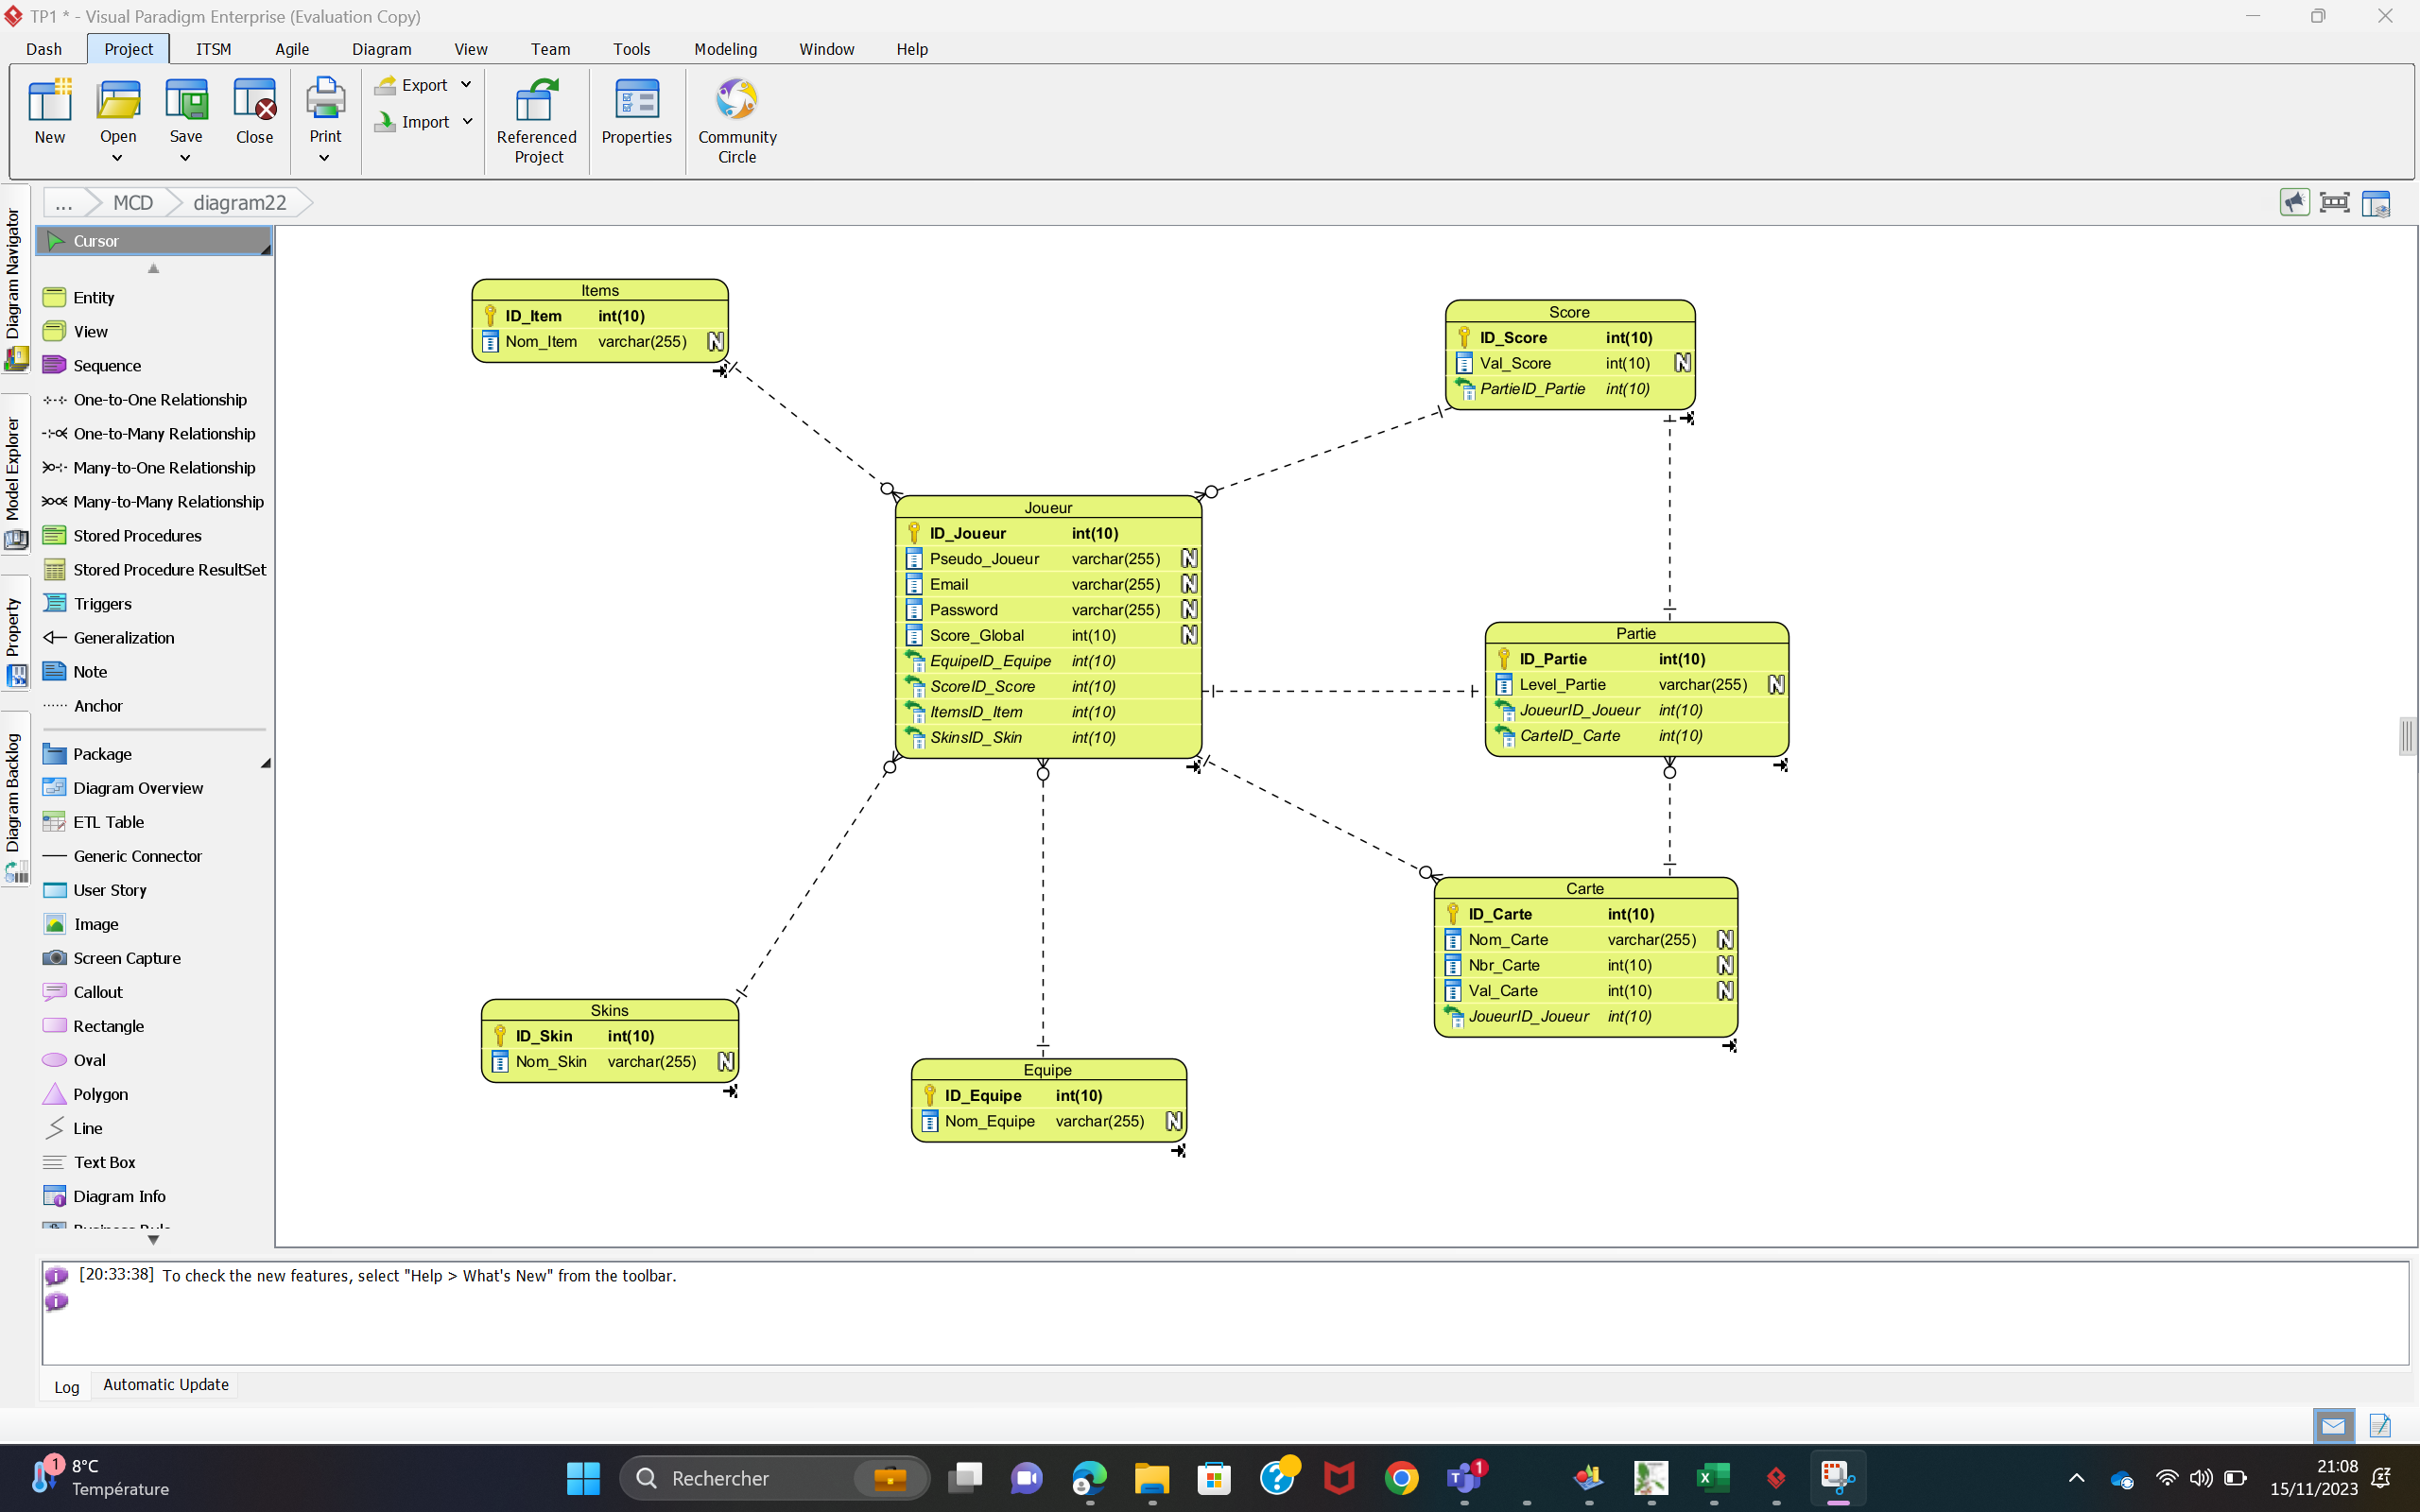 TP1 * - Visual Paradigm Enterprise (Evaluation Copy)
Dash Project ITSM Agile Diagram View Team Tools Modeling Window Help
New
Open
Save
Close
Print
Export
Import
Referenced
Project
Properties
Community
Circle
... MCD diagram22
Diagram Navigator
Model Explorer
Property
Diagram Backlog
Cursor
Entity
View
Sequence
One-to-One Relationship
One-to-Many Relationship
Many-to-One Relationship
Many-to-Many Relationship
Stored Procedures
Stored Procedure ResultSet
Triggers
Generalization
Note
Anchor
Package
Diagram Overview
ETL Table
Generic Connector
User Story
Image
Screen Capture
Callout
Rectangle
Oval
Polygon
Line
Text Box
Diagram Info
Items
ID_Item int(10)
Nom_Item varchar(255) N
Score
ID_Score int(10)
Val_Score int(10) N
PartieID_Partie int(10)
Joueur
ID_Joueur int(10)
Pseudo_Joueur varchar(255) N
Email varchar(255) N
Password varchar(255) N
Score_Global int(10) N
EquipeID_Equipe int(10)
ScoreID_Score int(10)
ItemsID_Item int(10)
SkinsID_Skin int(10)
Partie
ID_Partie int(10)
Level_Partie varchar(255) N
JoueurID_Joueur int(10)
CarteID_Carte int(10)
Carte
ID_Carte int(10)
Nom_Carte varchar(255) N
Nbr_Carte int(10) N
Val_Carte int(10) N
JoueurID_Joueur int(10)
Skins
ID_Skin int(10)
Nom_Skin varchar(255) N
Equipe
ID_Equipe int(10)
Nom_Equipe varchar(255) N
[20:33:38] To check the new features, select "Help > What's New" from the toolbar.
Log Automatic Update
1
8°C
Température
Rechercher
1
21:08
15/11/2023